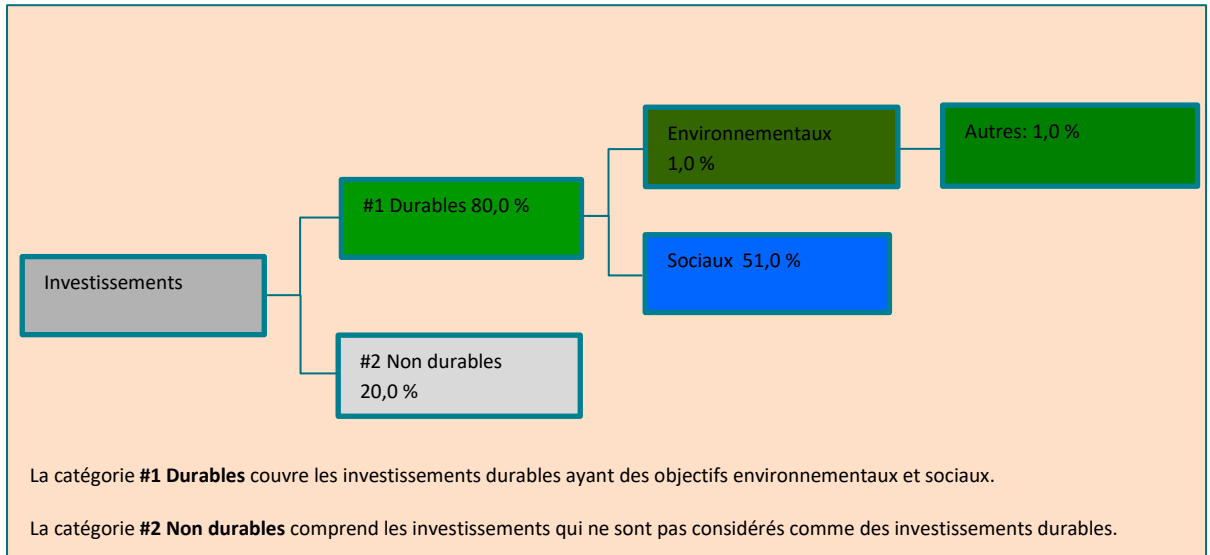 Investissements
#1 Durables 80,0 %
#2 Non durables
20,0 %
Environnementaux
1,0 %
Sociaux 51,0 %
Autres: 1,0 %
La catégorie #1 Durables couvre les investissements durables ayant des objectifs environnementaux et sociaux.
La catégorie #2 Non durables comprend les investissements qui ne sont pas considérés comme des investissements durables.